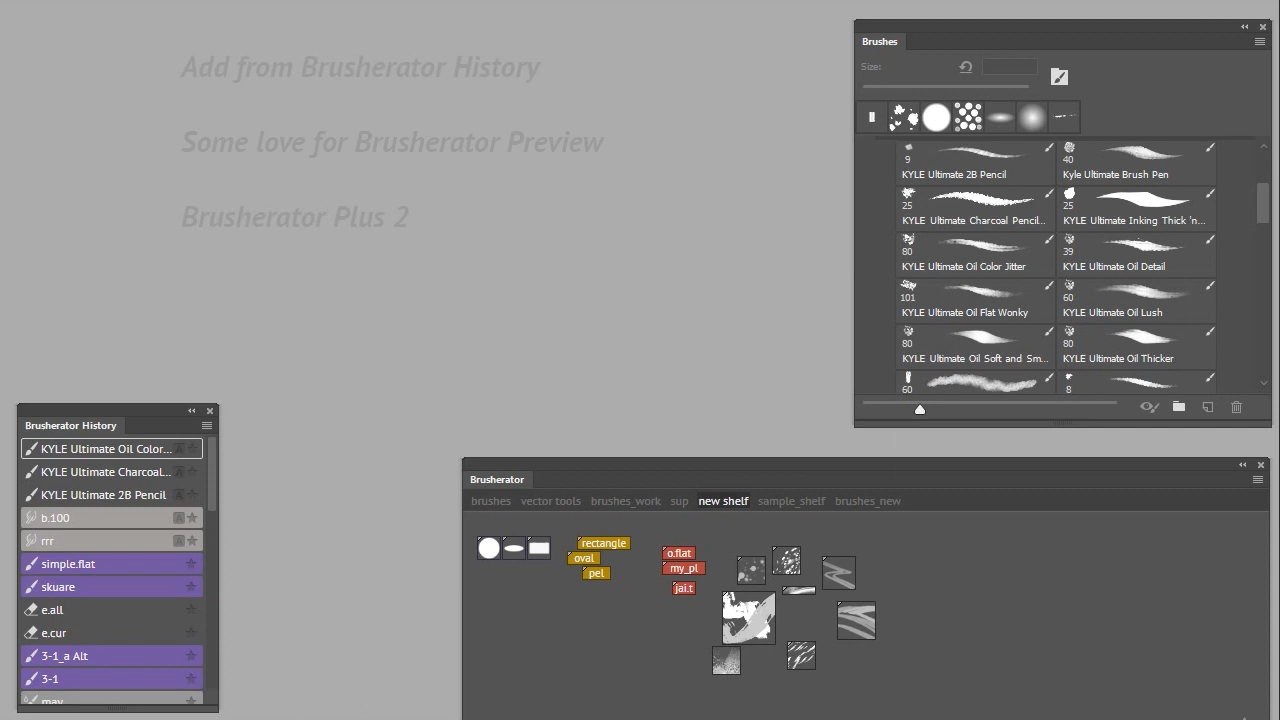 Add from Brusherator History
Some love for Brusherator Preview
Brusherator Plus 2
Brushes
Size:
9
KYLE Ultimate 2B Pencil
40
Kyle Ultimate Brush Pen
25
KYLE Ultimate Charcoal Pencil...
25
KYLE Ultimate Inking Thick 'n...
80
KYLE Ultimate Oil Color Jitter
39
KYLE Ultimate Oil Detail
101
KYLE Ultimate Oil Flat Wonky
60
KYLE Ultimate Oil Lush
80
KYLE Ultimate Oil Soft and Sm...
80
KYLE Ultimate Oil Thicker
60
8
Brusherator History
KYLE Ultimate Oil Color...
KYLE Ultimate Charcoal...
KYLE Ultimate 2B Pencil
b.100
rrr
simple.flat
skuare
e.all
e.cur
3-1_a Alt
3-1
may
Brusherator
brushes vector tools brushes_work sup new shelf sample_shelf brushes_new
rectangle
oval
pel
o.flat
my_pl
jai.t